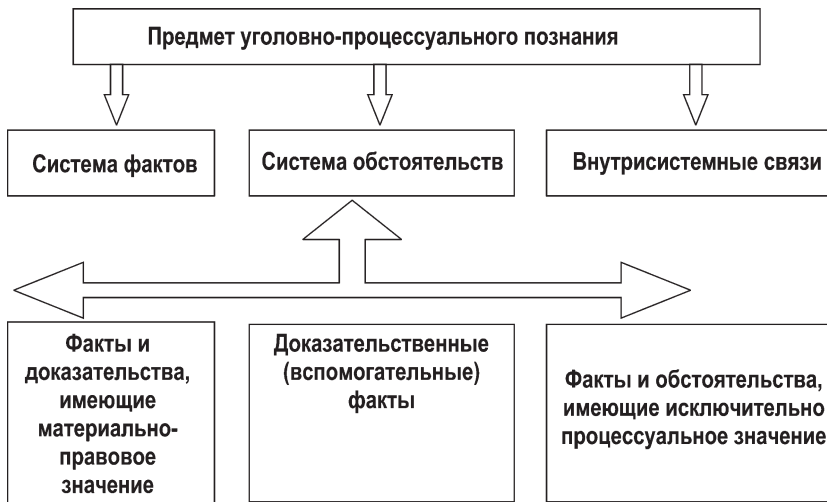 Предмет уголовно-процессуального познания
Система фактов
Система обстоятельств
Внутрисистемные связи
Факты и
доказательства,
имеющие
материально-
правовое
значение
Доказательственные
(вспомогательные)
факты
Факты и обстоятельства,
имеющие исключительно
процессуальное значение